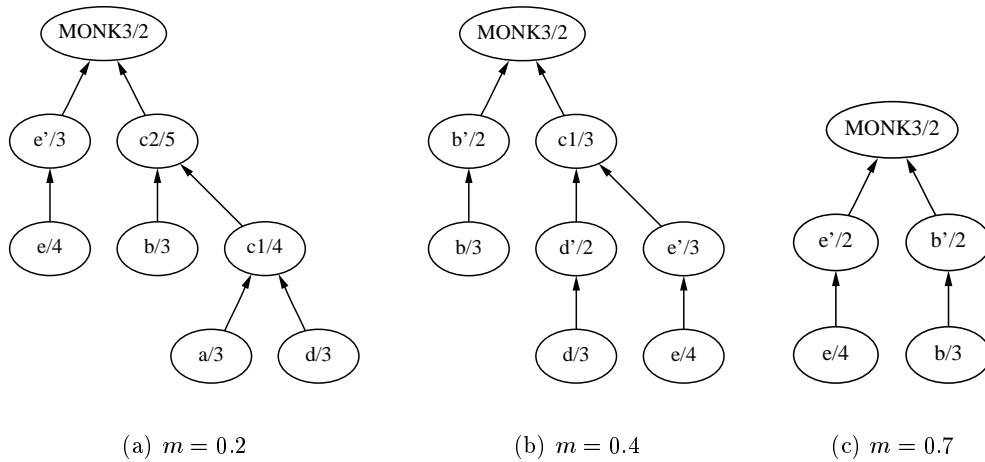 MONK3/2
e'/3
c2/5
e/4
b/3
c1/4
a/3
d/3
(a) m = 0.2
MONK3/2
b'/2
c1/3
b/3
d'/2
e'/3
d/3
e/4
(b) m = 0.4
MONK3/2
e'/2
b'/2
e/4
b/3
(c) m = 0.7